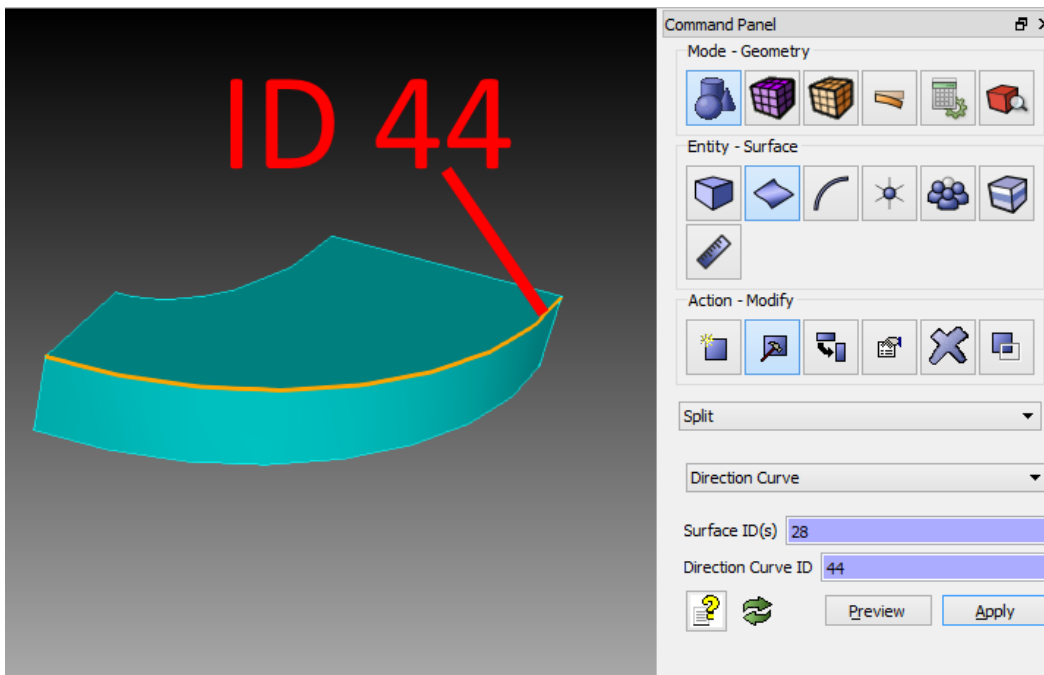 ID 44
Command Panel
Mode - Geometry
Entity - Surface
Action - Modify
Split
Direction Curve
Surface ID(s) 28
Direction Curve ID 44
Preview Apply